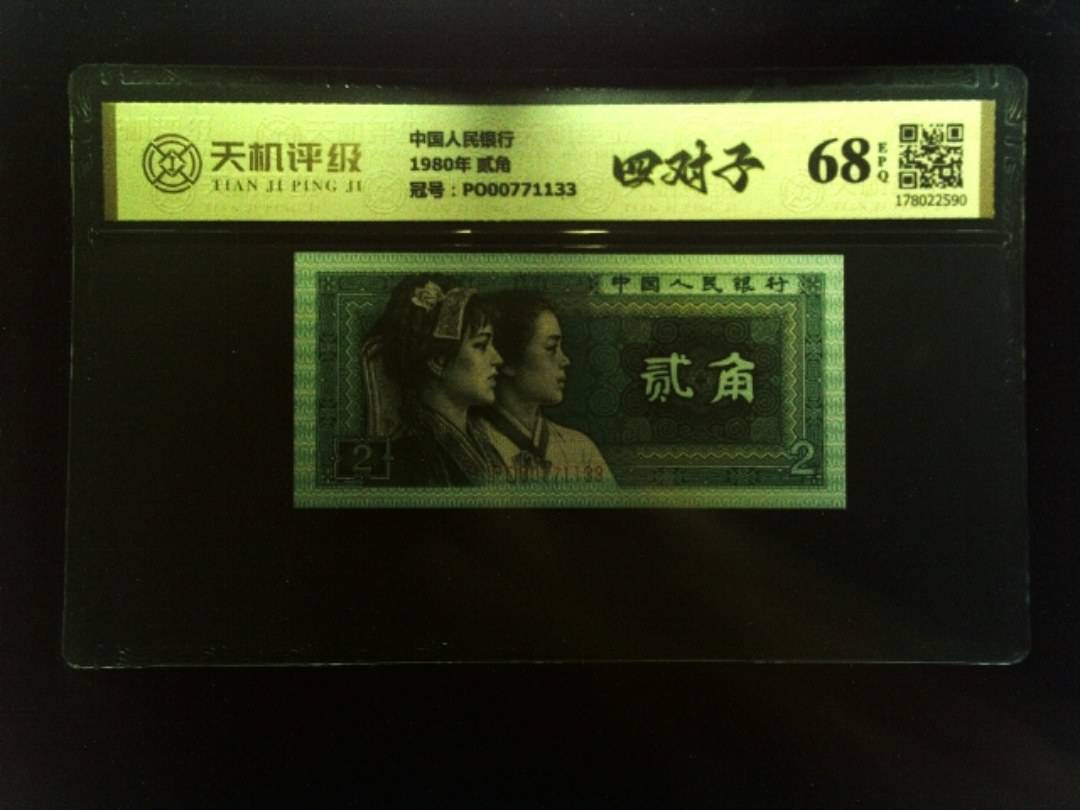 天机评级
TIAN JI PING JI
中国人民银行
1980年 贰角
冠号：PO00771133
四对子
68
EPQ
178022590
中国人民银行
贰角
2
2
PO00771133